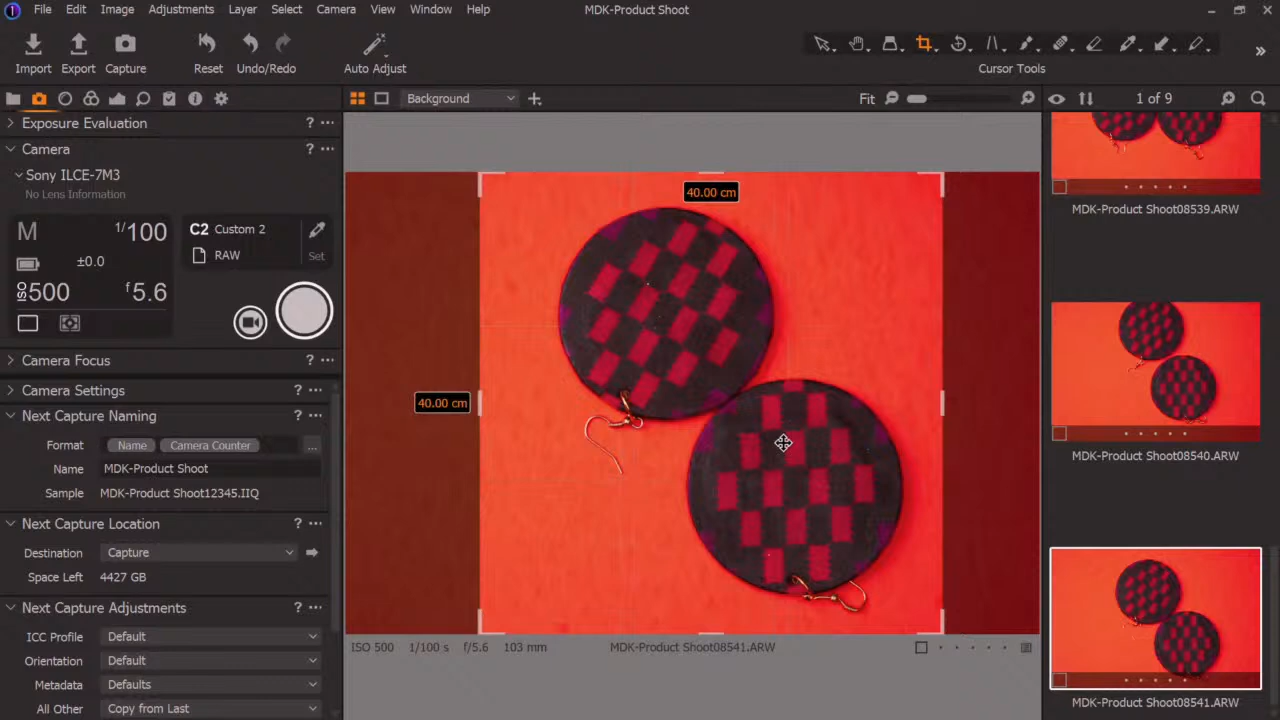 File Edit Image Adjustments Layer Select Camera View Window Help MDK-Product Shoot
Import Export Capture Reset Undo/Redo Auto Adjust Cursor Tools
Background Fit 1 of 9
Exposure Evaluation ? ...
Camera ? ...
Sony ILCE-7M3
No Lens Information
M 1/100 C2 Custom 2
±0.0 RAW Set
ISO 500 f 5.6
Camera Focus ? ...
Camera Settings ? ...
Next Capture Naming ? ...
Format Name Camera Counter ...
Name MDK-Product Shoot
Sample MDK-Product Shoot12345.IIQ
Next Capture Location ? ...
Destination Capture
Space Left 4427 GB
Next Capture Adjustments ? ...
ICC Profile Default
Orientation Default
Metadata Defaults
All Other Copy from Last
40.00 cm
40.00 cm
ISO 500 1/100 s f/5.6 103 mm MDK-Product Shoot08541.ARW
MDK-Product Shoot08539.ARW
MDK-Product Shoot08540.ARW
MDK-Product Shoot08541.ARW